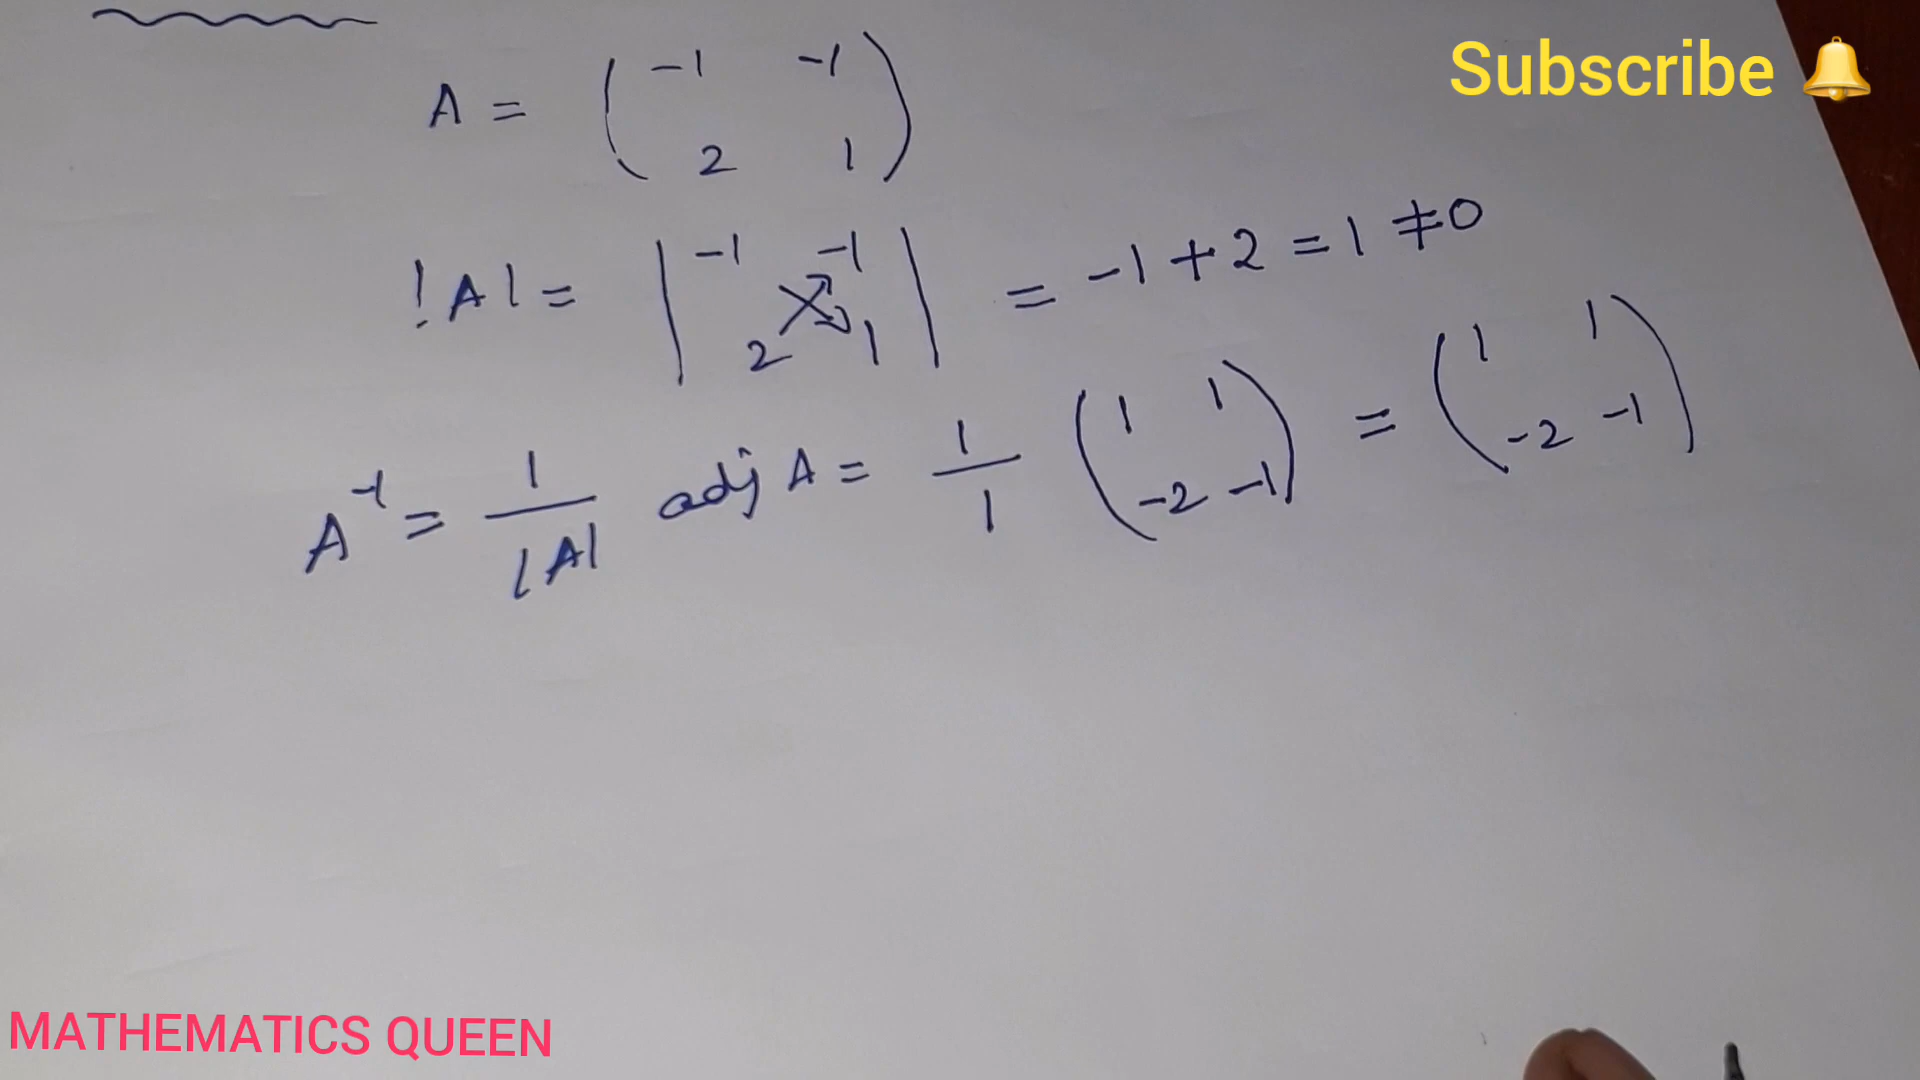 Subscribe 🔔
A = ( -1 -1
2 1 )
|A| = | -1 -1
2 1 | = -1 + 2 = 1 ≠ 0
A⁻¹ = 1/|A| adj A = 1/1 ( 1 1
-2 -1 ) = ( 1 1
-2 -1 )
MATHEMATICS QUEEN